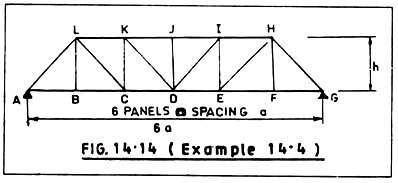 L K J I H
h
A B C D E F G
6 PANELS @ SPACING a
6a
FIG. 14.14 ( Example 14.4 )